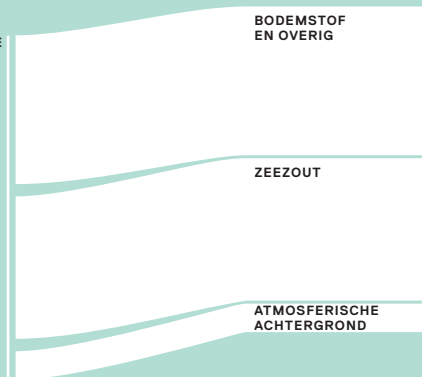 BODEMSTOF
EN OVERIG
ZEEZOUT
ATMOSFERISCHE
ACHTERGROND